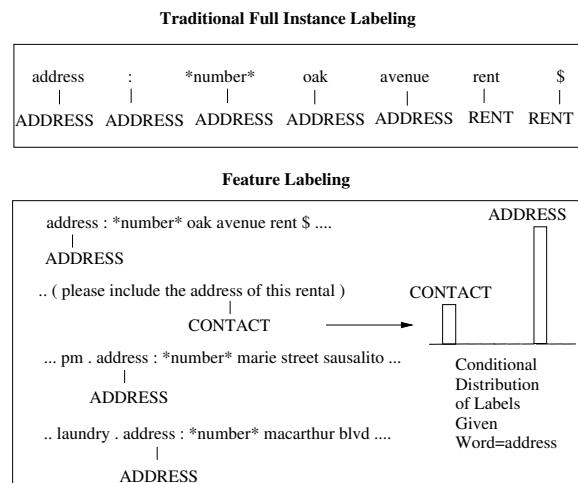 Traditional Full Instance Labeling
address : *number* oak avenue rent $
ADDRESS ADDRESS ADDRESS ADDRESS ADDRESS RENT RENT
Feature Labeling
address : *number* oak avenue rent $ ....
ADDRESS
.. ( please include the address of this rental )
CONTACT
... pm . address : *number* marie street sausalito ...
ADDRESS
.. laundry . address : *number* macarthur blvd ....
ADDRESS
ADDRESS
CONTACT
Conditional
Distribution
of Labels
Given
Word=address